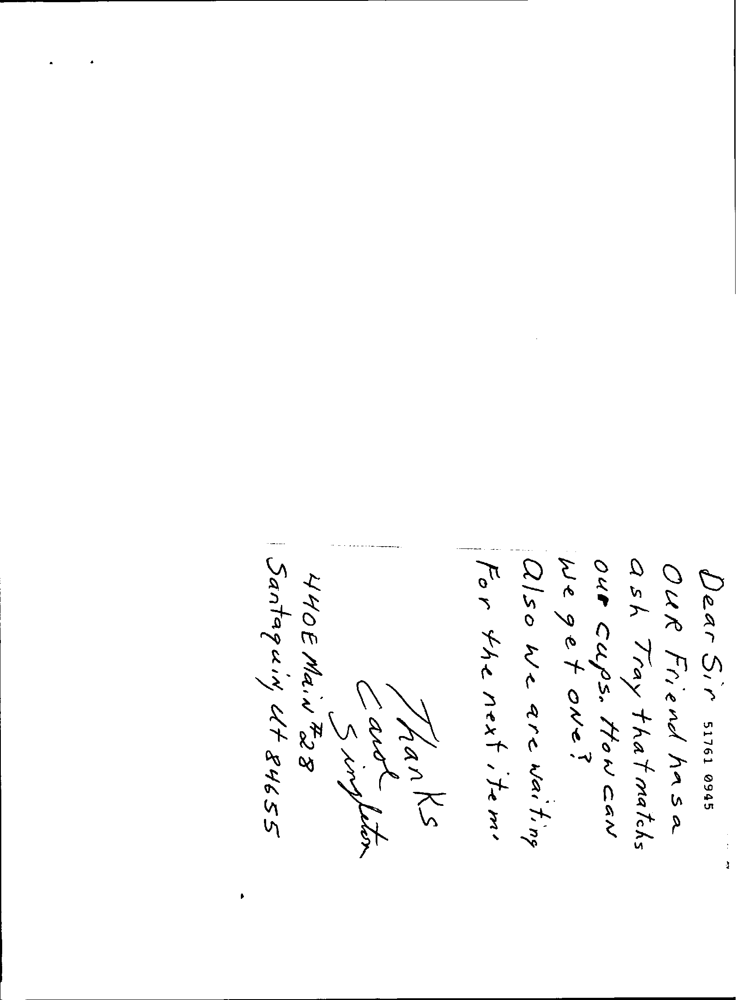 Dear Sir 51761 0945
OUR Friend has a
ash Tray that matchs
our cups. How CAN
we get ONe?
Also we are waiting
For the next item.
Thanks
Carol
Singleton
440E MaiN #28
SantaquiN, Ut 84655